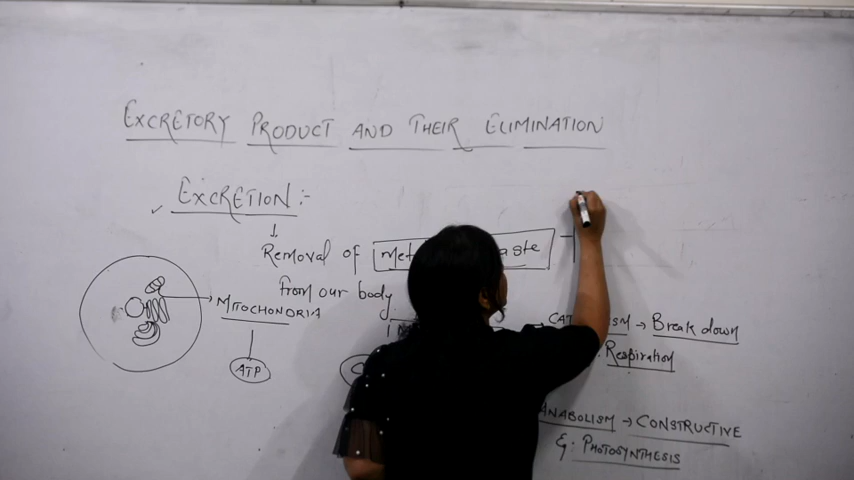 EXCRETORY PRODUCT AND THEIR ELIMINATION
EXCRETION :-
Removal of
from our body
MITOCHONDRIA
ATP
→ Break down
Respiration
ANABOLISM → CONSTRUCTIVE
Eg: PHOTOSYNTHESIS